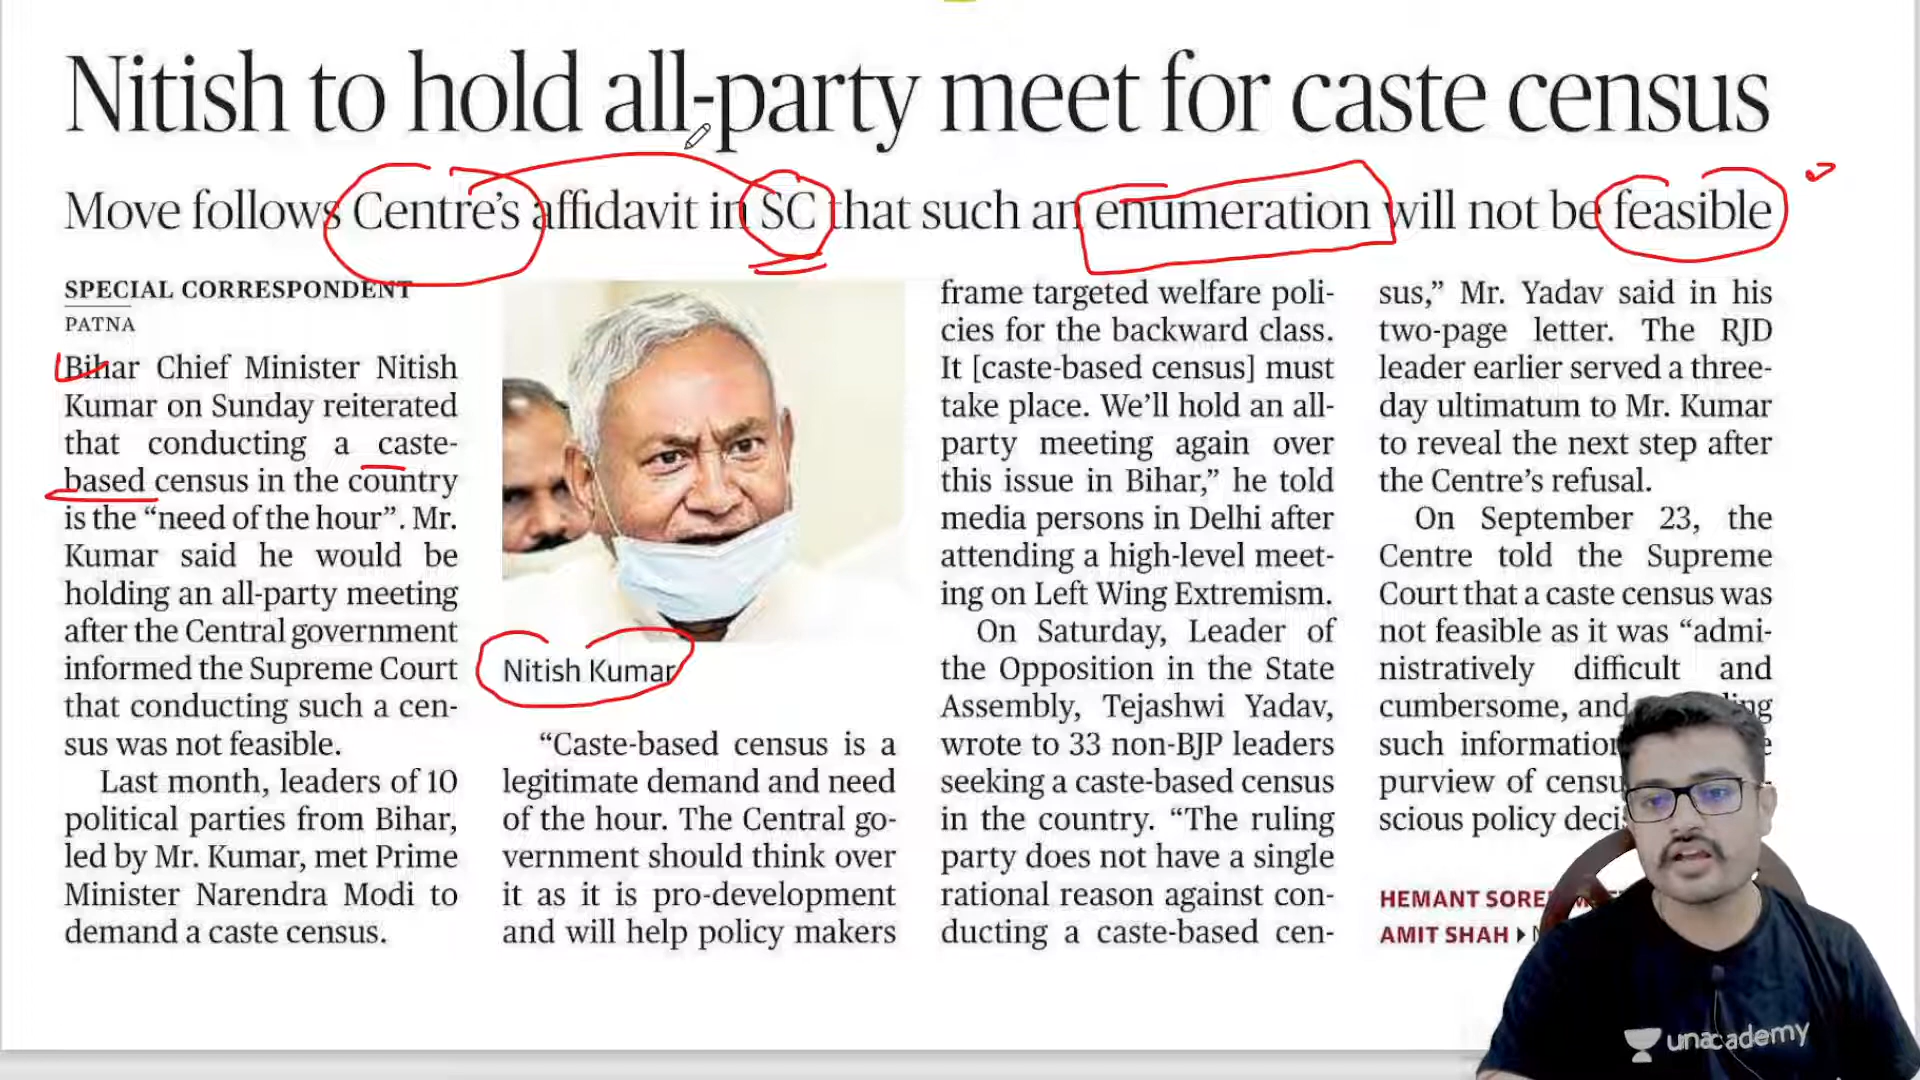 Nitish to hold all-party meet for caste census
Move follows Centre's affidavit in SC that such an enumeration will not be feasible
SPECIAL CORRESPONDENT
PATNA
Bihar Chief Minister Nitish
Kumar on Sunday reiterated
that conducting a caste-
based census in the country
is the “need of the hour”. Mr.
Kumar said he would be
holding an all-party meeting
after the Central government
informed the Supreme Court
that conducting such a cen-
sus was not feasible.
Last month, leaders of 10
political parties from Bihar,
led by Mr. Kumar, met Prime
Minister Narendra Modi to
demand a caste census.
Nitish Kumar
“Caste-based census is a
legitimate demand and need
of the hour. The Central go-
vernment should think over
it as it is pro-development
and will help policy makers
frame targeted welfare poli-
cies for the backward class.
It [caste-based census] must
take place. We’ll hold an all-
party meeting again over
this issue in Bihar,” he told
media persons in Delhi after
attending a high-level meet-
ing on Left Wing Extremism.
On Saturday, Leader of
the Opposition in the State
Assembly, Tejashwi Yadav,
wrote to 33 non-BJP leaders
seeking a caste-based census
in the country. “The ruling
party does not have a single
rational reason against con-
ducting a caste-based cen-
sus,” Mr. Yadav said in his
two-page letter. The RJD
leader earlier served a three-
day ultimatum to Mr. Kumar
to reveal the next step after
the Centre’s refusal.
On September 23, the
Centre told the Supreme
Court that a caste census was
not feasible as it was “admi-
nistratively difficult and
cumbersome, and
such information
purview of
scious policy
HEMANT
AMIT SHAH
unacademy